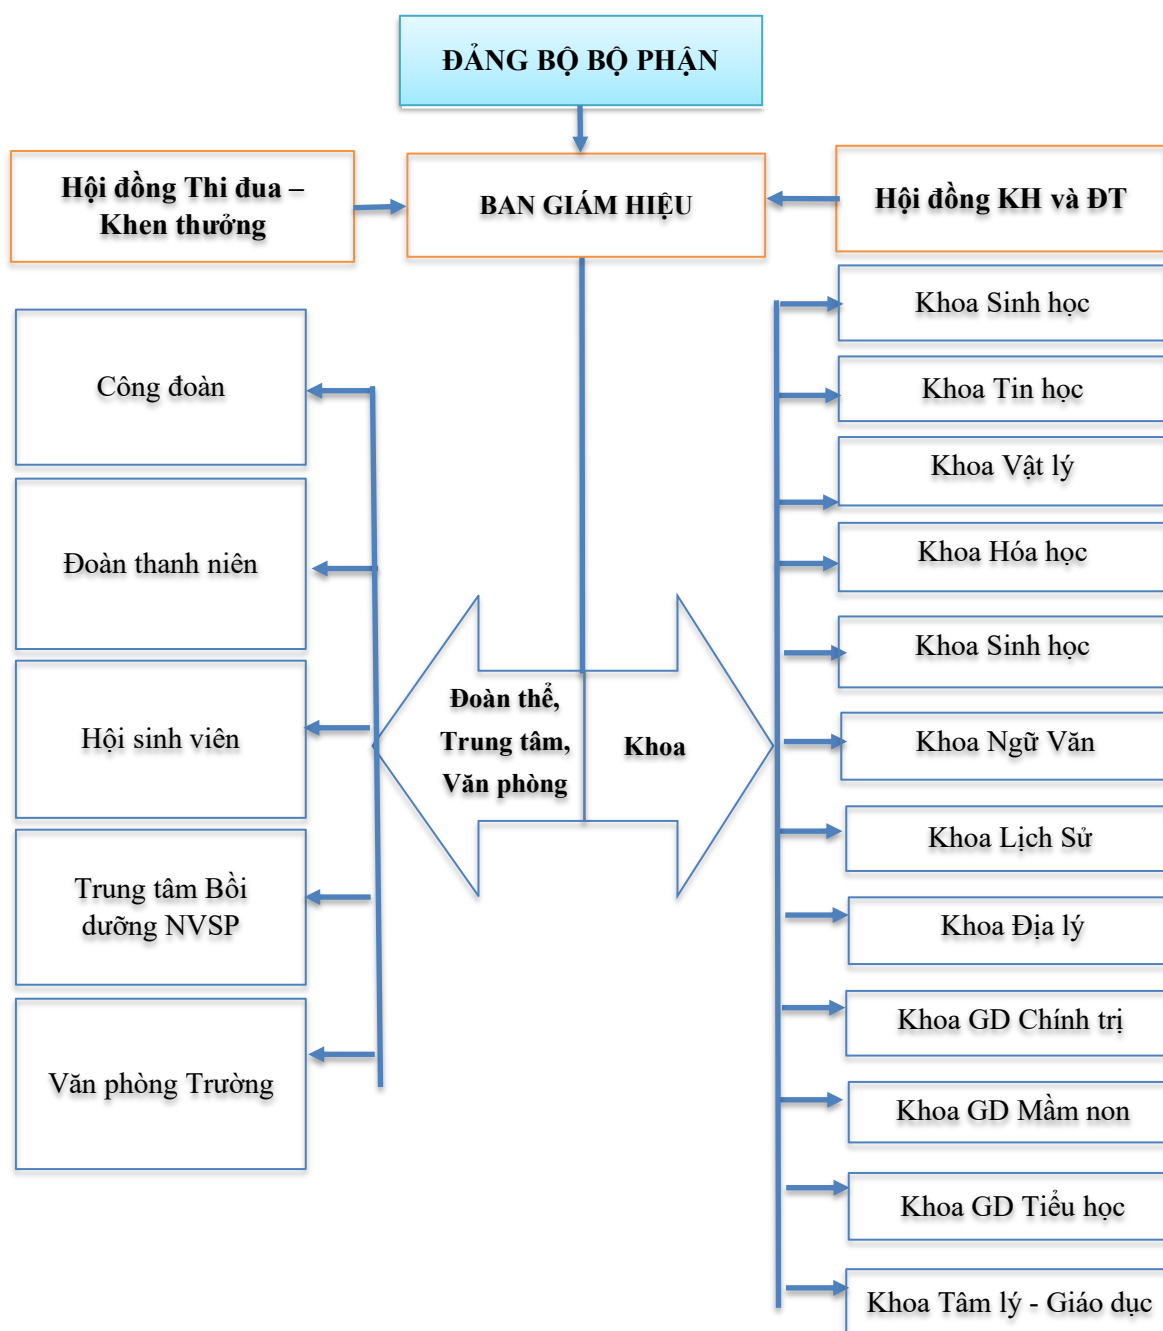 ĐẢNG BỘ BỘ PHẬN
Hội đồng Thi đua –
Khen thưởng
BAN GIÁM HIỆU
Hội đồng KH và ĐT
Công đoàn
Đoàn thanh niên
Hội sinh viên
Trung tâm Bồi
dưỡng NVSP
Văn phòng Trường
Đoàn thể,
Trung tâm,
Văn phòng
Khoa
Khoa Sinh học
Khoa Tin học
Khoa Vật lý
Khoa Hóa học
Khoa Sinh học
Khoa Ngữ Văn
Khoa Lịch Sử
Khoa Địa lý
Khoa GD Chính trị
Khoa GD Mầm non
Khoa GD Tiểu học
Khoa Tâm lý - Giáo dục